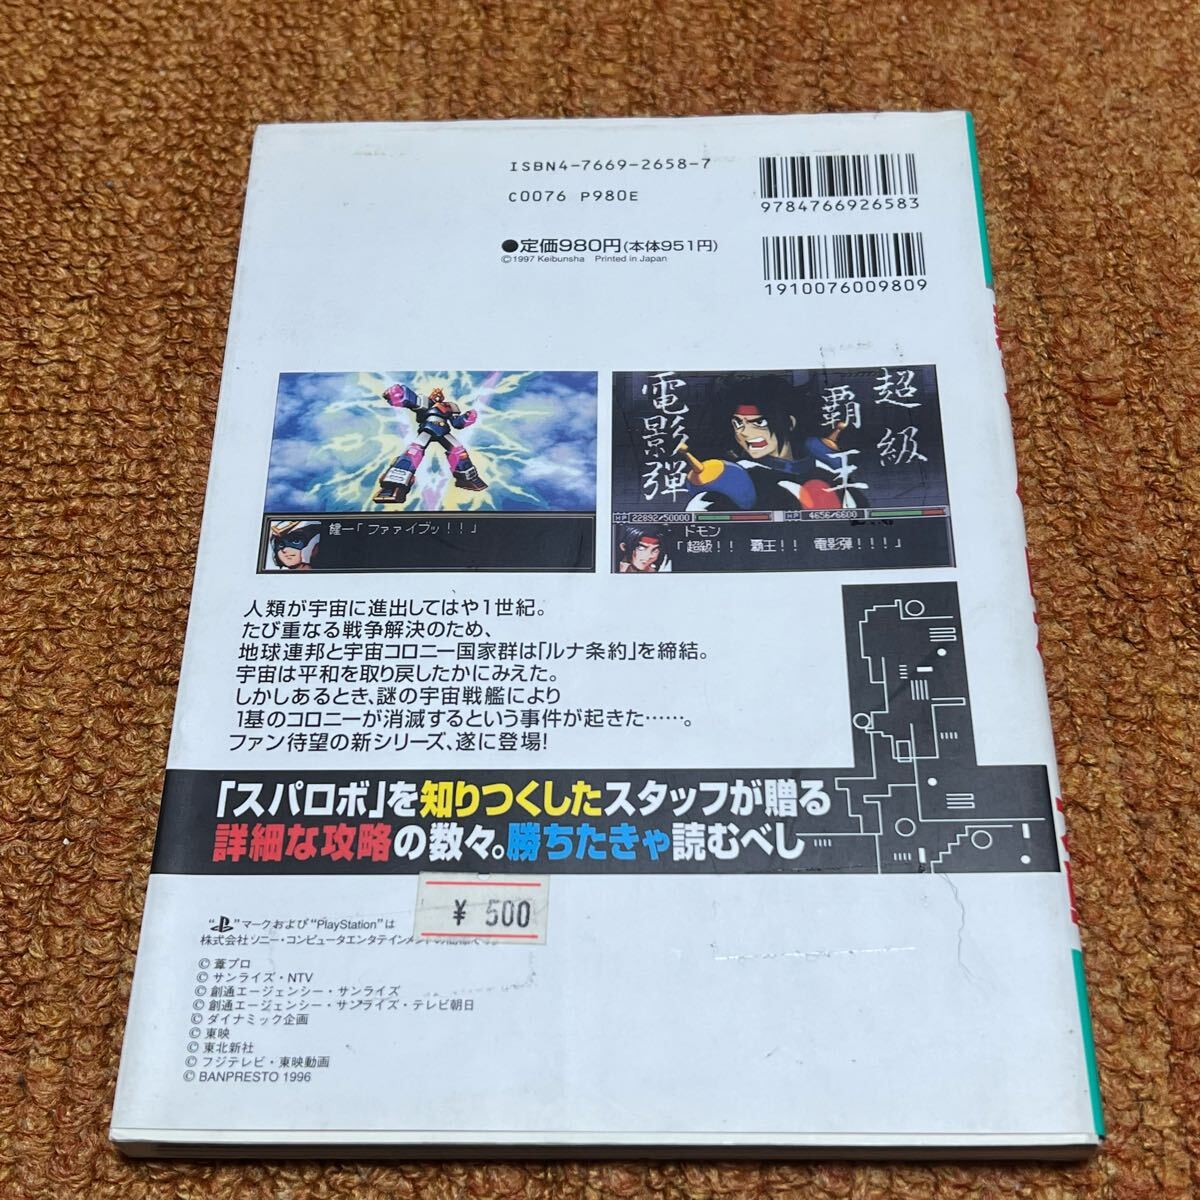 ISBN4-7669-2658-7
C0076 P980E
9784766926583
●定価980円(本体951円)
©1997 Keibunsha Printed in Japan
1910076009809
健一「ファァイブッ!!」
超級
覇王
電影弾
HP 22892/50000
HP 4656/6600
ドモン
「超級!! 覇王!! 電影弾!!!」
人類が宇宙に進出してはや1世紀。
たび重なる戦争解決のため、
地球連邦と宇宙コロニー国家群は「ルナ条約」を締結。
宇宙は平和を取り戻したかにみえた。
しかしあるとき、謎の宇宙戦艦により
1基のコロニーが消滅するという事件が起きた……。
ファン待望の新シリーズ、遂に登場!
「スパロボ」を知りつくしたスタッフが贈る
詳細な攻略の数々。勝ちたきゃ読むべし
¥ 500
" "マークおよび"PlayStation"は
株式会社ソニー・コンピュータエンタテインメントの
© 葦プロ
© サンライズ・NTV
© 創通エージェンシー・サンライズ
© 創通エージェンシー・サンライズ・テレビ朝日
© ダイナミック企画
© 東映
© 東北新社
© フジテレビ・東映動画
© BANPRESTO 1996